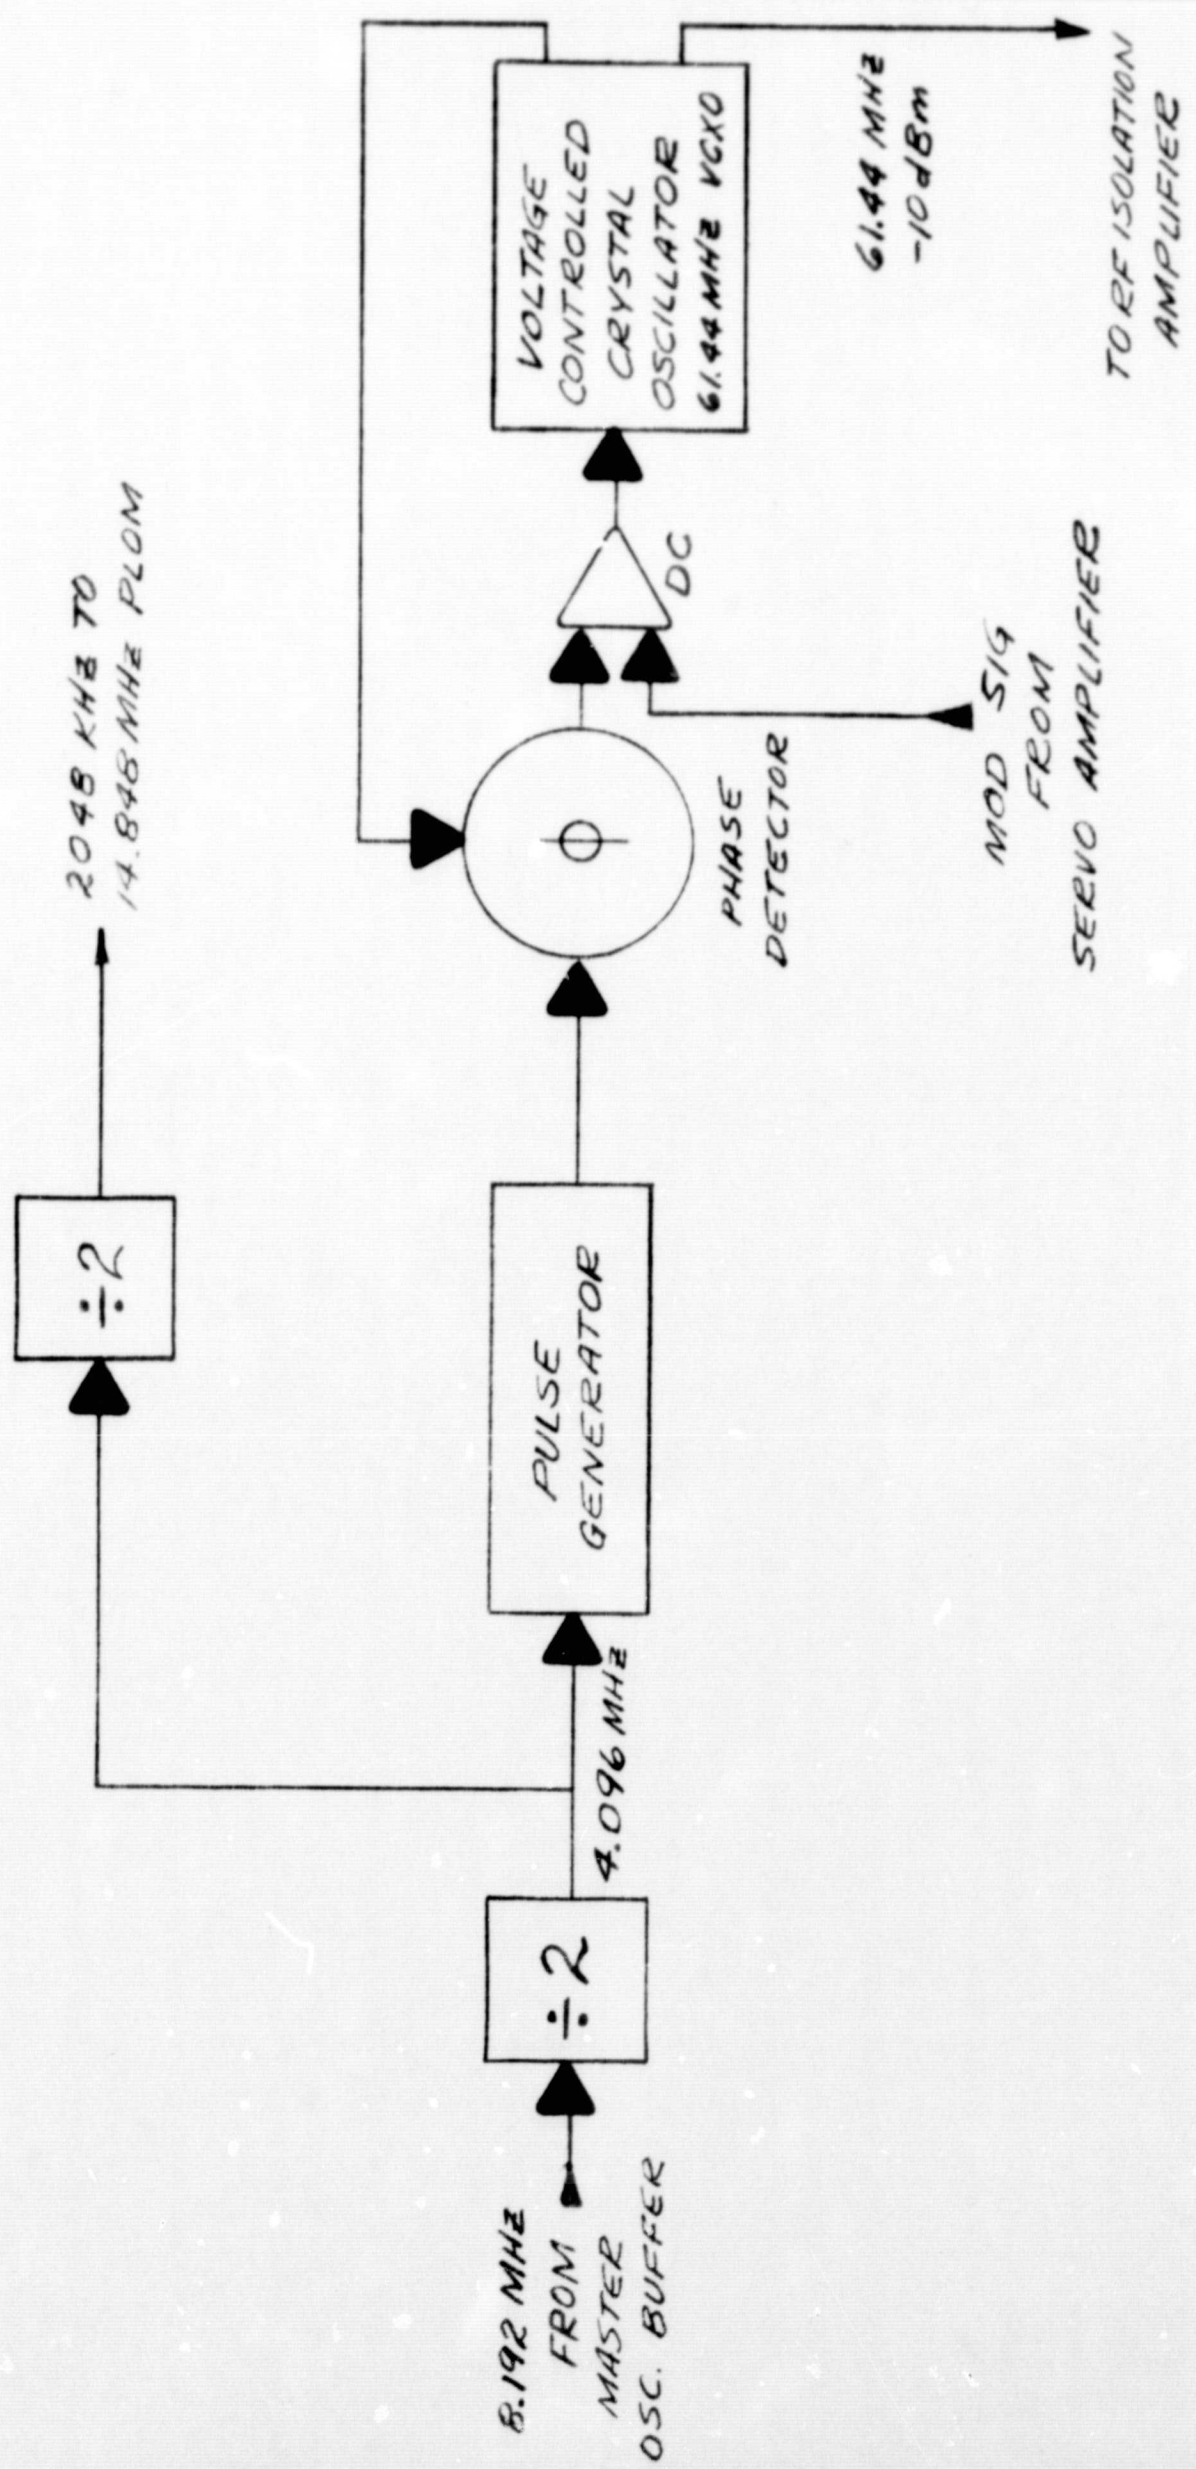 2048 KHz TO
14.848 MHz PLOM
÷2
8.192 MHz
FROM
MASTER
OSC. BUFFER
÷2
4.096 MHz
PULSE
GENERATOR
PHASE
DETECTOR
DC
MOD SIG
FROM
SERVO AMPLIFIER
VOLTAGE
CONTROLLED
CRYSTAL
OSCILLATOR
61.44 MHz VCXO
61.44 MHz
-10 dBm
TO RF ISOLATION
AMPLIFIER